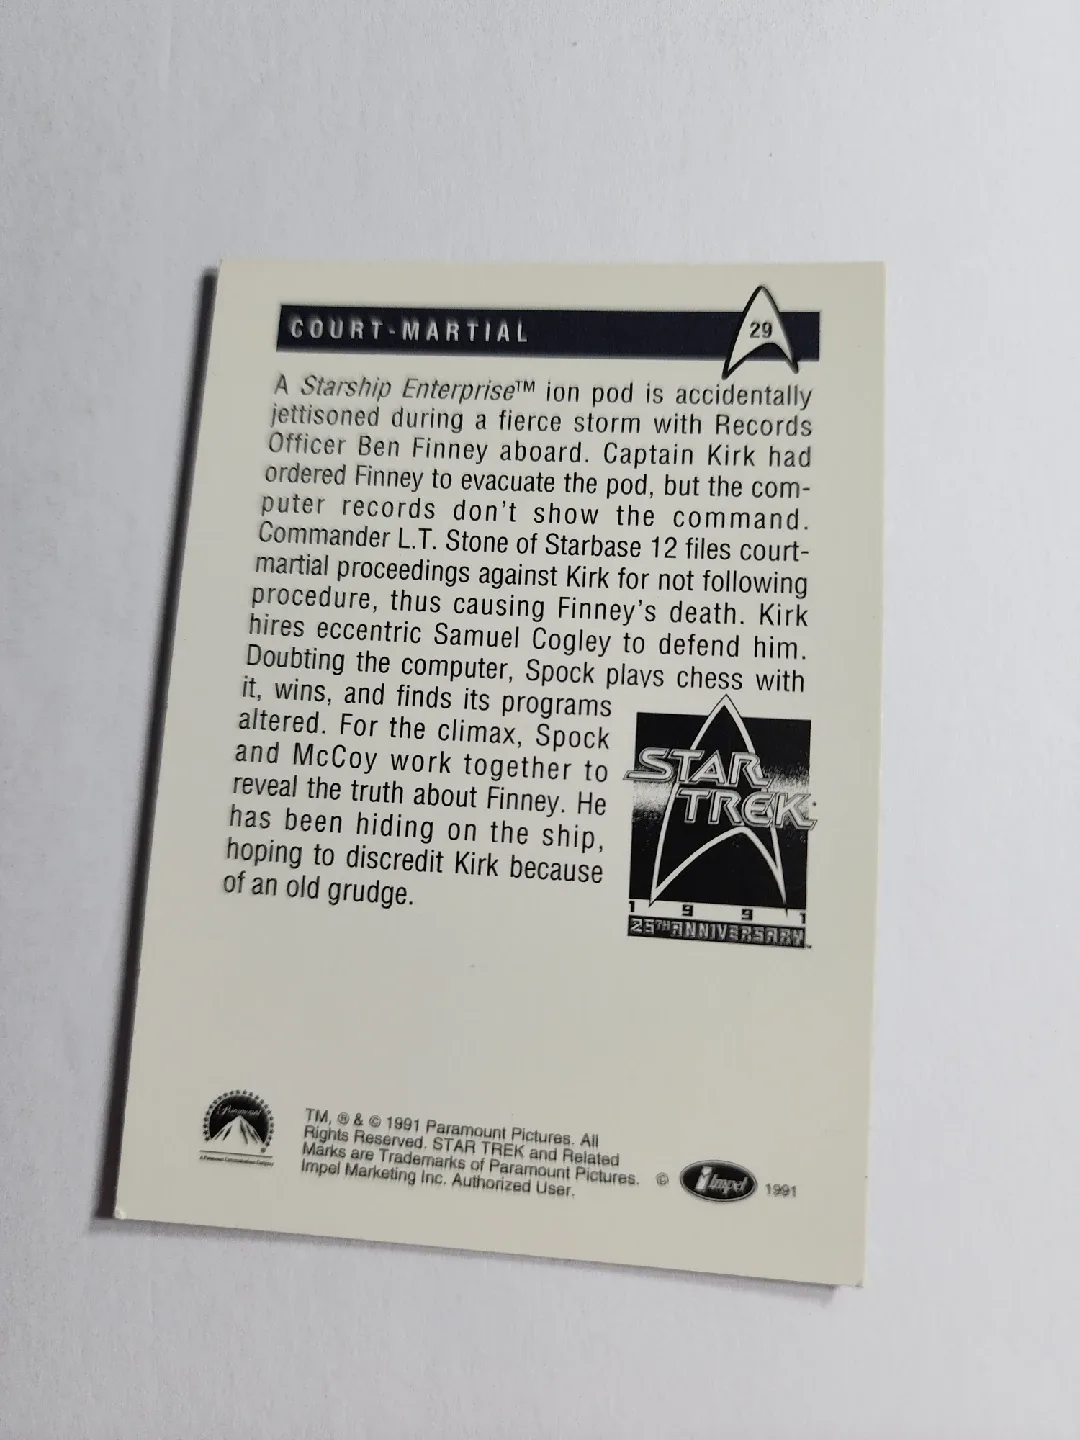 COURT-MARTIAL
29
A Starship Enterprise™ ion pod is accidentally
jettisoned during a fierce storm with Records
Officer Ben Finney aboard. Captain Kirk had
ordered Finney to evacuate the pod, but the com-
puter records don't show the command.
Commander L.T. Stone of Starbase 12 files court-
martial proceedings against Kirk for not following
procedure, thus causing Finney's death. Kirk
hires eccentric Samuel Cogley to defend him.
Doubting the computer, Spock plays chess with
it, wins, and finds its programs
altered. For the climax, Spock
and McCoy work together to
reveal the truth about Finney. He
has been hiding on the ship,
hoping to discredit Kirk because
of an old grudge.
STAR
TREK
1 9 9 1
25TH ANNIVERSARY
Paramount
TM, ® & © 1991 Paramount Pictures. All
Rights Reserved. STAR TREK and Related
Marks are Trademarks of Paramount Pictures.
Impel Marketing Inc. Authorized User.
© Impel 1991